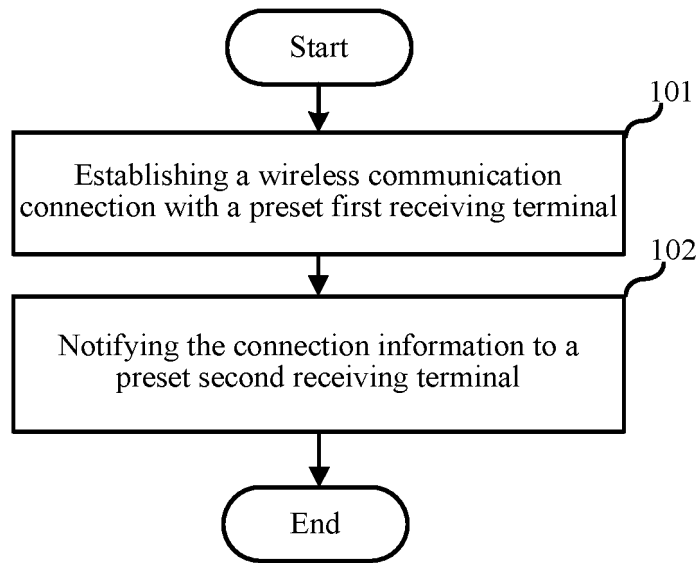 Start
101
Establishing a wireless communication
connection with a preset first receiving terminal
102
Notifying the connection information to a
preset second receiving terminal
End